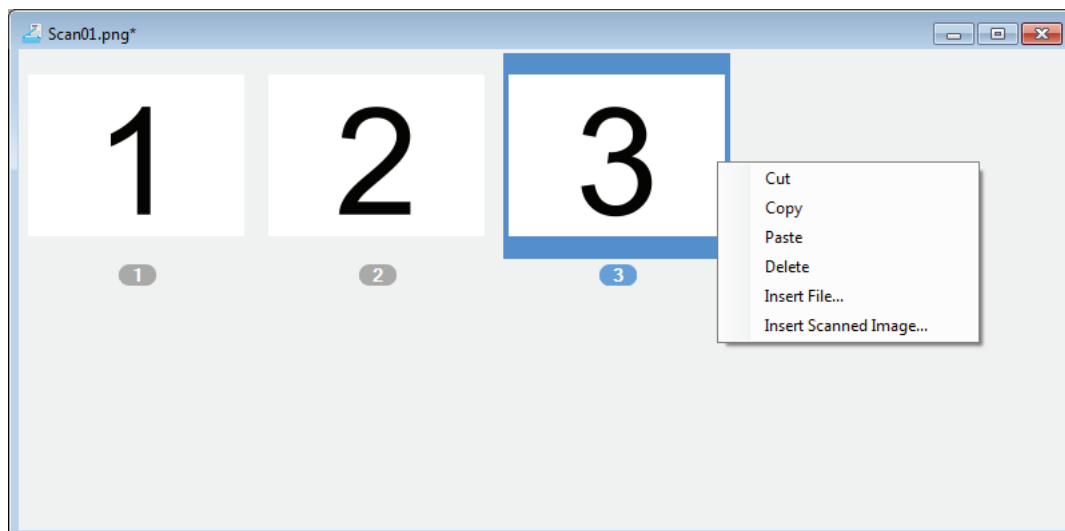 Scan01.png*
1 2 3
1 2 3
Cut
Copy
Paste
Delete
Insert File...
Insert Scanned Image...